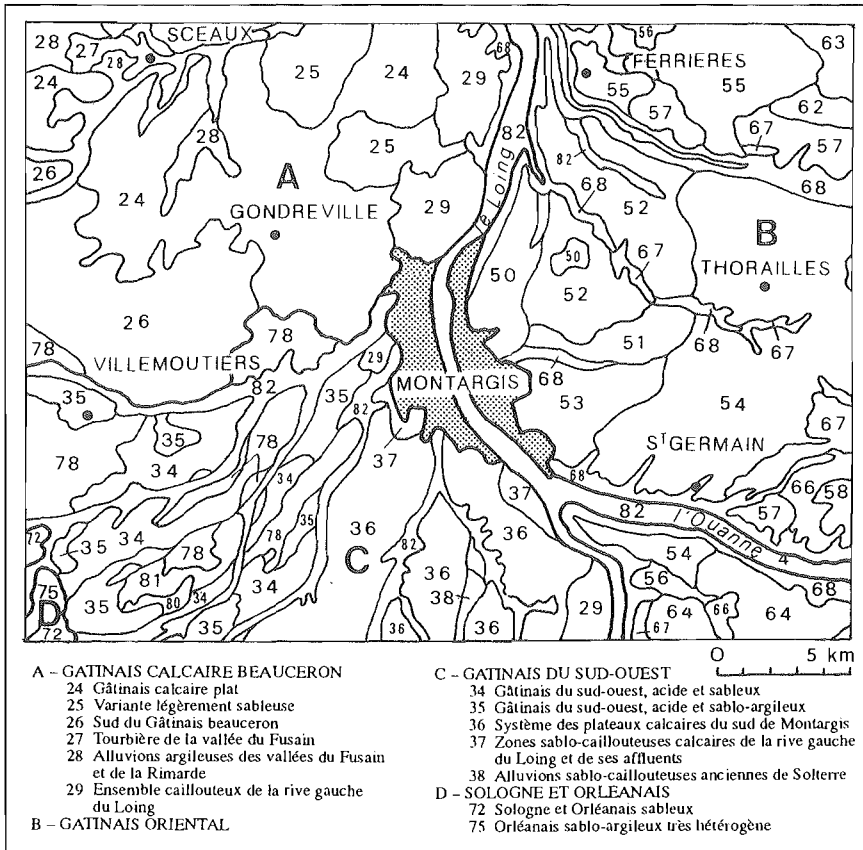 28 27 SCEAUX 28 68 56 63
24 25 24 29 FERRIERES 55 55
28 82 57 62
26 25 82 67 57
A le Loing 68 68
24 GONDREVILLE 29 52 B
50 50 67 THORAILLES
26 52
78 78 51 68 67
VILLEMOUTIERS 29 68
82 35 MONTARGIS 53 54
35 82 67
35 78 37 STGERMAIN
78 34 68 66 58
34 37 82 57
72 35 34 78 35 36 36 l'Ouanne
78 C 82 54 4
75 81 36 56 68
D 35 80 34 34 38 29 64 66 64
72 35 36 36 67
0 5 km
A – GATINAIS CALCAIRE BEAUCERON
24 Gâtinais calcaire plat
25 Variante légèrement sableuse
26 Sud du Gâtinais beauceron
27 Tourbière de la vallée du Fusain
28 Alluvions argileuses des vallées du Fusain
et de la Rimarde
29 Ensemble caillouteux de la rive gauche
du Loing
B – GATINAIS ORIENTAL
C – GATINAIS DU SUD-OUEST
34 Gâtinais du sud-ouest, acide et sableux
35 Gâtinais du sud-ouest, acide et sablo-argileux
36 Système des plateaux calcaires du sud de Montargis
37 Zones sablo-caillouteuses calcaires de la rive gauche
du Loing et de ses affluents
38 Alluvions sablo-caillouteuses anciennes de Solterre
D – SOLOGNE ET ORLEANAIS
72 Sologne et Orléanais sableux
75 Orléanais sablo-argileux très hétérogène